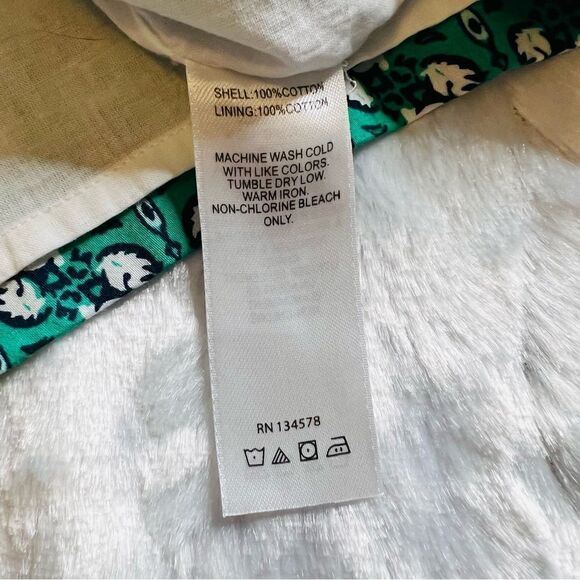 SHELL:100%COTTON
LINING:100%COTTON
MACHINE WASH COLD
WITH LIKE COLORS.
TUMBLE DRY LOW.
WARM IRON.
NON-CHLORINE BLEACH
ONLY.
RN 134578